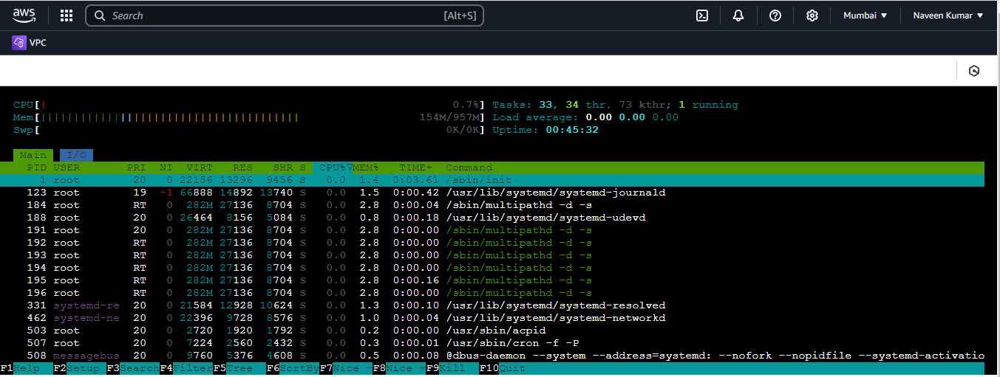 aws Search [Alt+S] Mumbai Naveen Kumar
VPC
CPU[| 0.7%] Tasks: 33, 34 thr, 73 kthr; 1 running
Mem[||||||||||||||||||||||||||||||||||||||| 154M/957M] Load average: 0.00 0.00 0.00
Swp[ 0K/0K] Uptime: 00:45:32
Main I/O
PID USER PRI NI VIRT RES SHR S CPU%▽MEM% TIME+ Command
1 root 20 0 22156 13296 9456 S 0.0 1.4 0:03.61 /sbin/init
123 root 19 -1 66888 14892 13740 S 0.0 1.5 0:00.42 /usr/lib/systemd/systemd-journald
184 root RT 0 282M 27136 8704 S 0.0 2.8 0:00.04 /sbin/multipathd -d -s
188 root 20 0 26464 8156 5084 S 0.0 0.8 0:00.18 /usr/lib/systemd/systemd-udevd
191 root 20 0 282M 27136 8704 S 0.0 2.8 0:00.00 /sbin/multipathd -d -s
192 root RT 0 282M 27136 8704 S 0.0 2.8 0:00.00 /sbin/multipathd -d -s
193 root RT 0 282M 27136 8704 S 0.0 2.8 0:00.00 /sbin/multipathd -d -s
194 root RT 0 282M 27136 8704 S 0.0 2.8 0:00.00 /sbin/multipathd -d -s
195 root RT 0 282M 27136 8704 S 0.0 2.8 0:00.16 /sbin/multipathd -d -s
196 root RT 0 282M 27136 8704 S 0.0 2.8 0:00.00 /sbin/multipathd -d -s
331 systemd-re 20 0 21584 12928 10624 S 0.0 1.3 0:00.10 /usr/lib/systemd/systemd-resolved
462 systemd-ne 20 0 22396 9728 8576 S 0.0 1.0 0:00.04 /usr/lib/systemd/systemd-networkd
503 root 20 0 2720 1920 1792 S 0.0 0.2 0:00.00 /usr/sbin/acpid
507 root 20 0 7224 2560 2432 S 0.0 0.3 0:00.01 /usr/sbin/cron -f -P
508 messagebus 20 0 9760 5376 4608 S 0.0 0.5 0:00.08 @dbus-daemon --system --address=systemd: --nofork --nopidfile --systemd-activatio
F1Help F2Setup F3SearchF4FilterF5Tree F6SortByF7Nice -F8Nice +F9Kill F10Quit